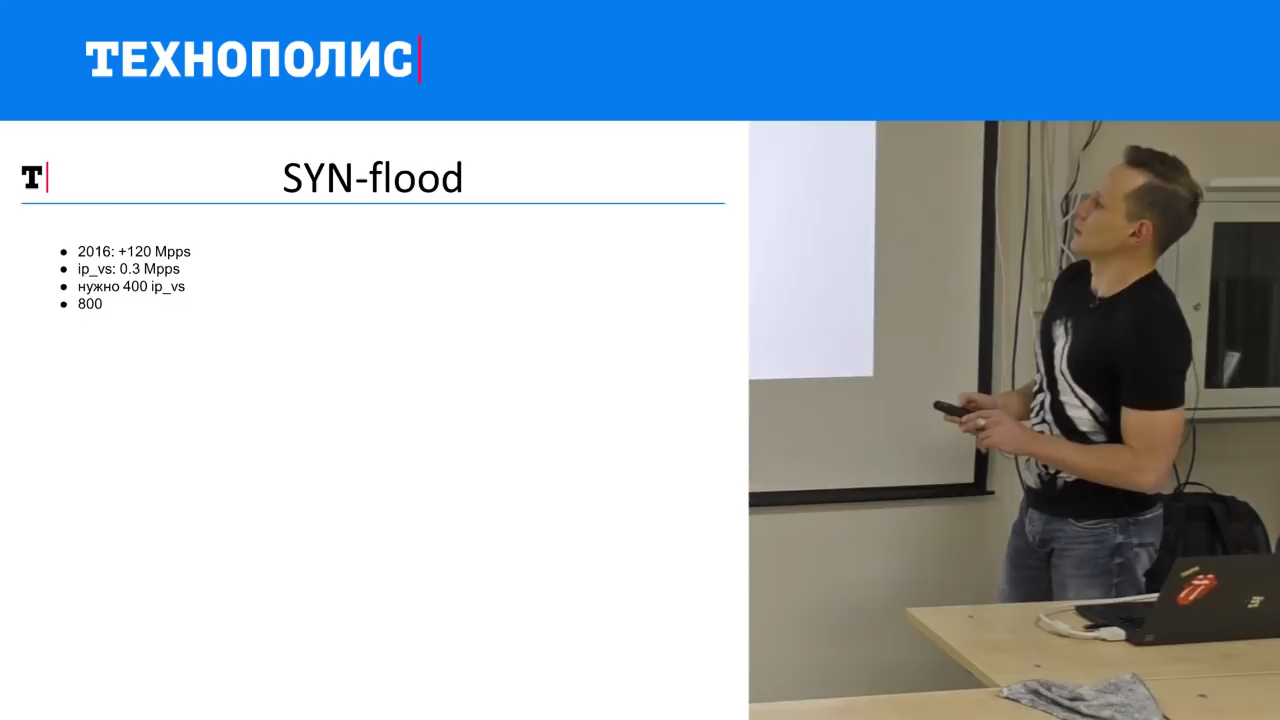 ТЕХНОПОЛИС
Т
SYN-flood
2016: +120 Mpps
ip_vs: 0.3 Mpps
нужно 400 ip_vs
800